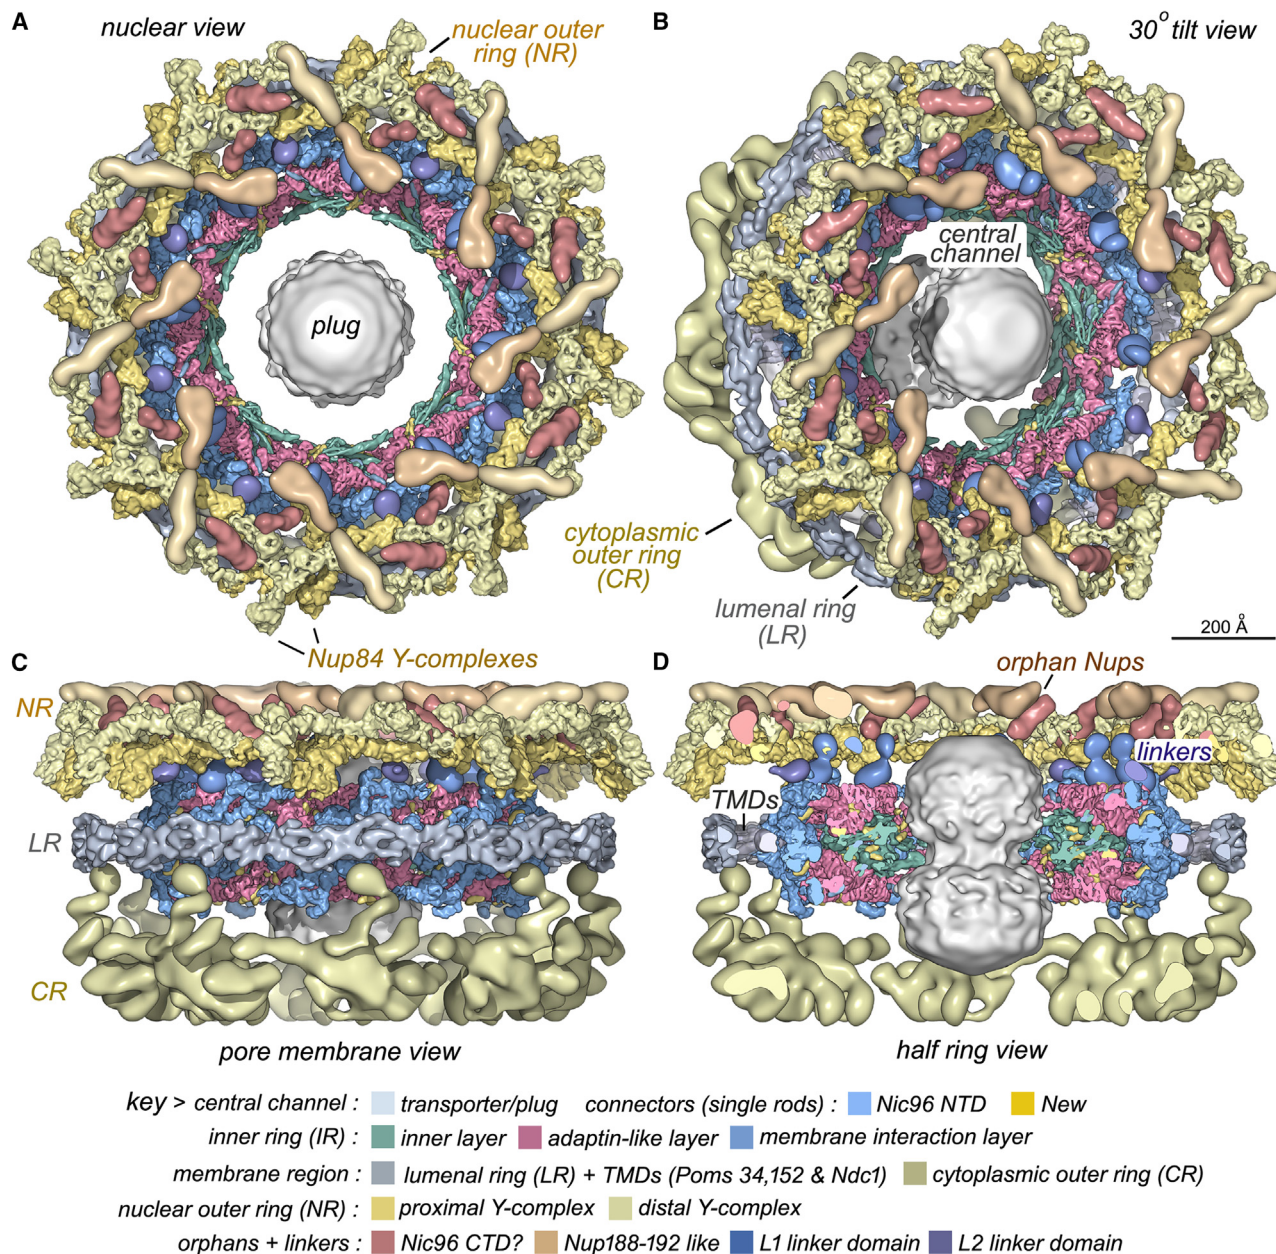 A
nuclear view
nuclear outer
ring (NR)
B
30° tilt view
plug
central
channel
cytoplasmic
outer ring
(CR)
lumenal ring
(LR)
200 Å
Nup84 Y-complexes
C
NR
LR
CR
pore membrane view
D
orphan Nups
linkers
TMDs
half ring view
key > central channel : transporter/plug connectors (single rods) : Nic96 NTD New
inner ring (IR) : inner layer adaptin-like layer membrane interaction layer
membrane region : lumenal ring (LR) + TMDs (Poms 34,152 & Ndc1) cytoplasmic outer ring (CR)
nuclear outer ring (NR) : proximal Y-complex distal Y-complex
orphans + linkers : Nic96 CTD? Nup188-192 like L1 linker domain L2 linker domain